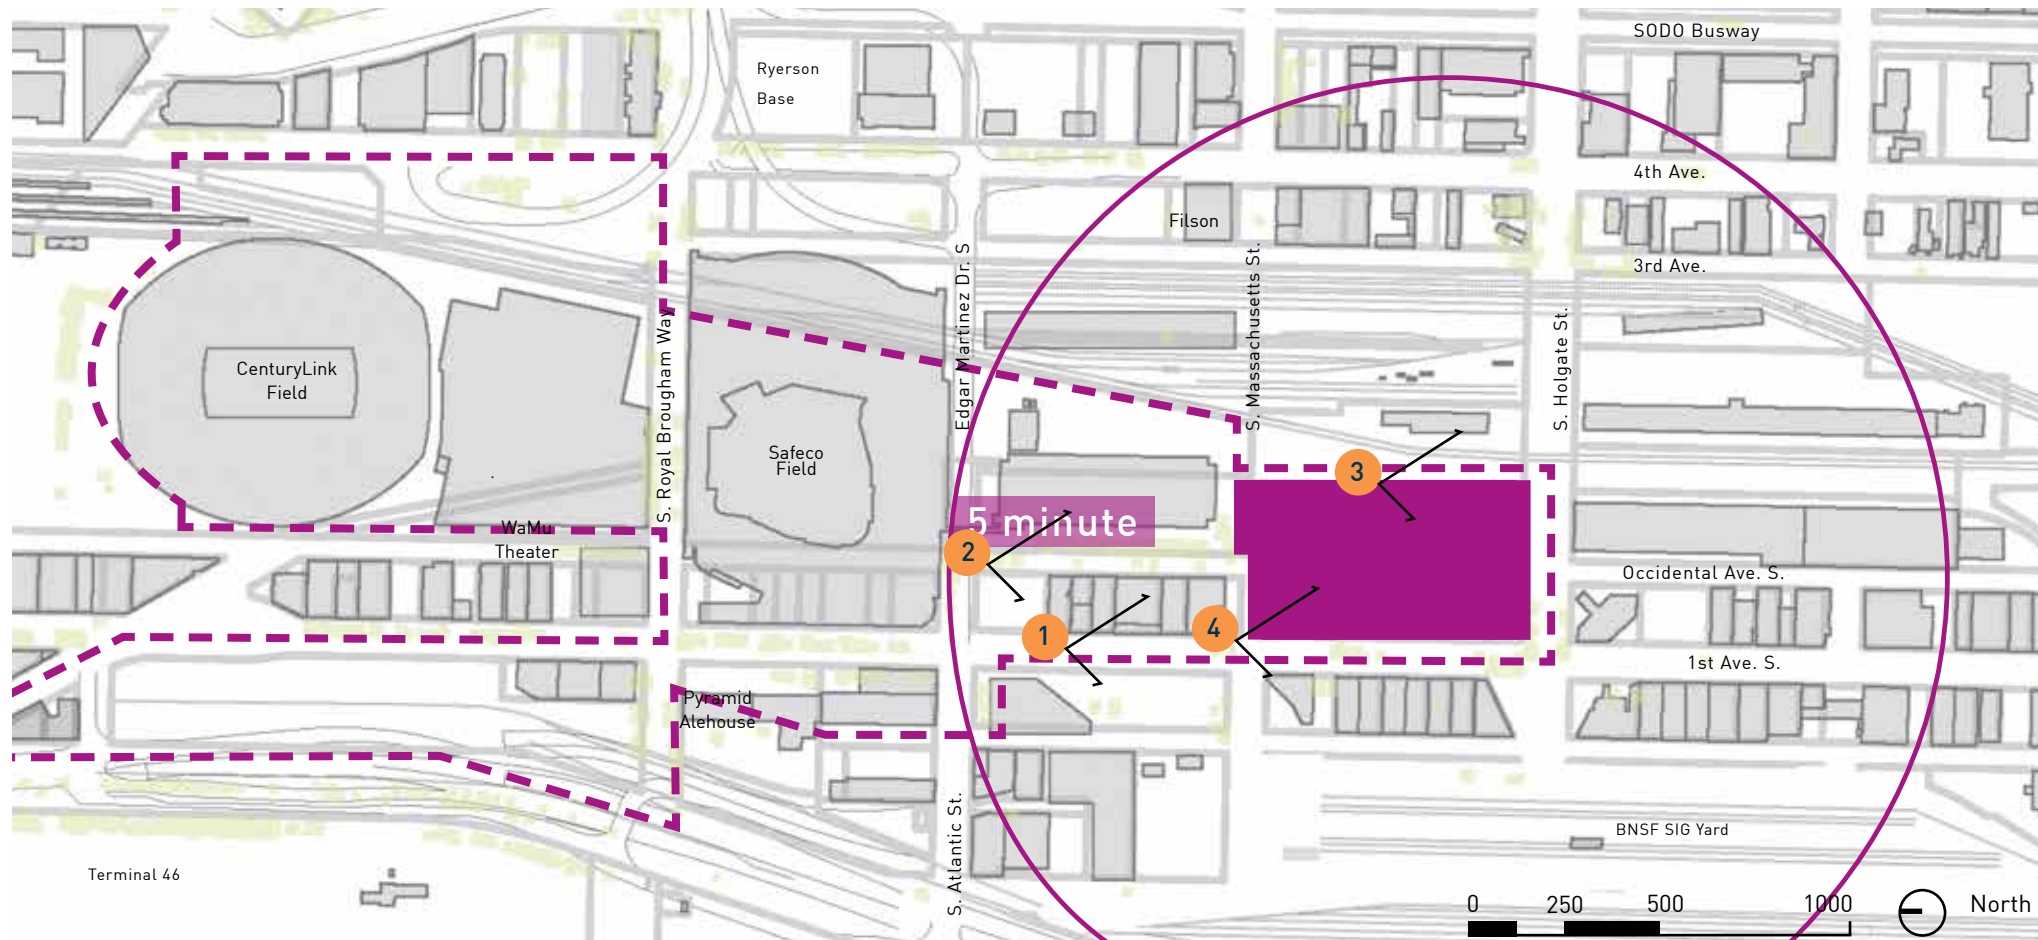 SODO Busway
Ryerson
Base
4th Ave.
Filson
3rd Ave.
S. Massachusetts St.
Edgar Martinez Dr. S
S. Holgate St.
S. Royal Brougham Way
CenturyLink
Field
Safeco
Field
3
WaMu
Theater
5 minute
2
Occidental Ave. S.
1
4
1st Ave. S.
Pyramid
Alehouse
S. Atlantic St.
BNSF SIG Yard
Terminal 46
0 250 500 1000
North